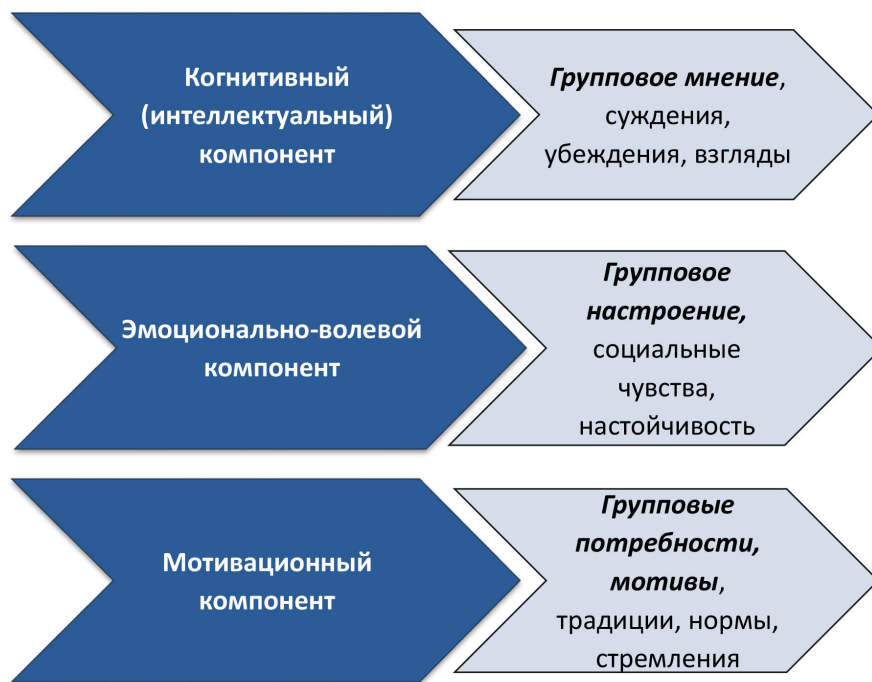 Когнитивный
(интеллектуальный)
компонент
Групповое мнение,
суждения,
убеждения, взгляды
Эмоционально-волевой
компонент
Групповое
настроение,
социальные
чувства,
настойчивость
Мотивационный
компонент
Групповые
потребности,
мотивы,
традиции, нормы,
стремления